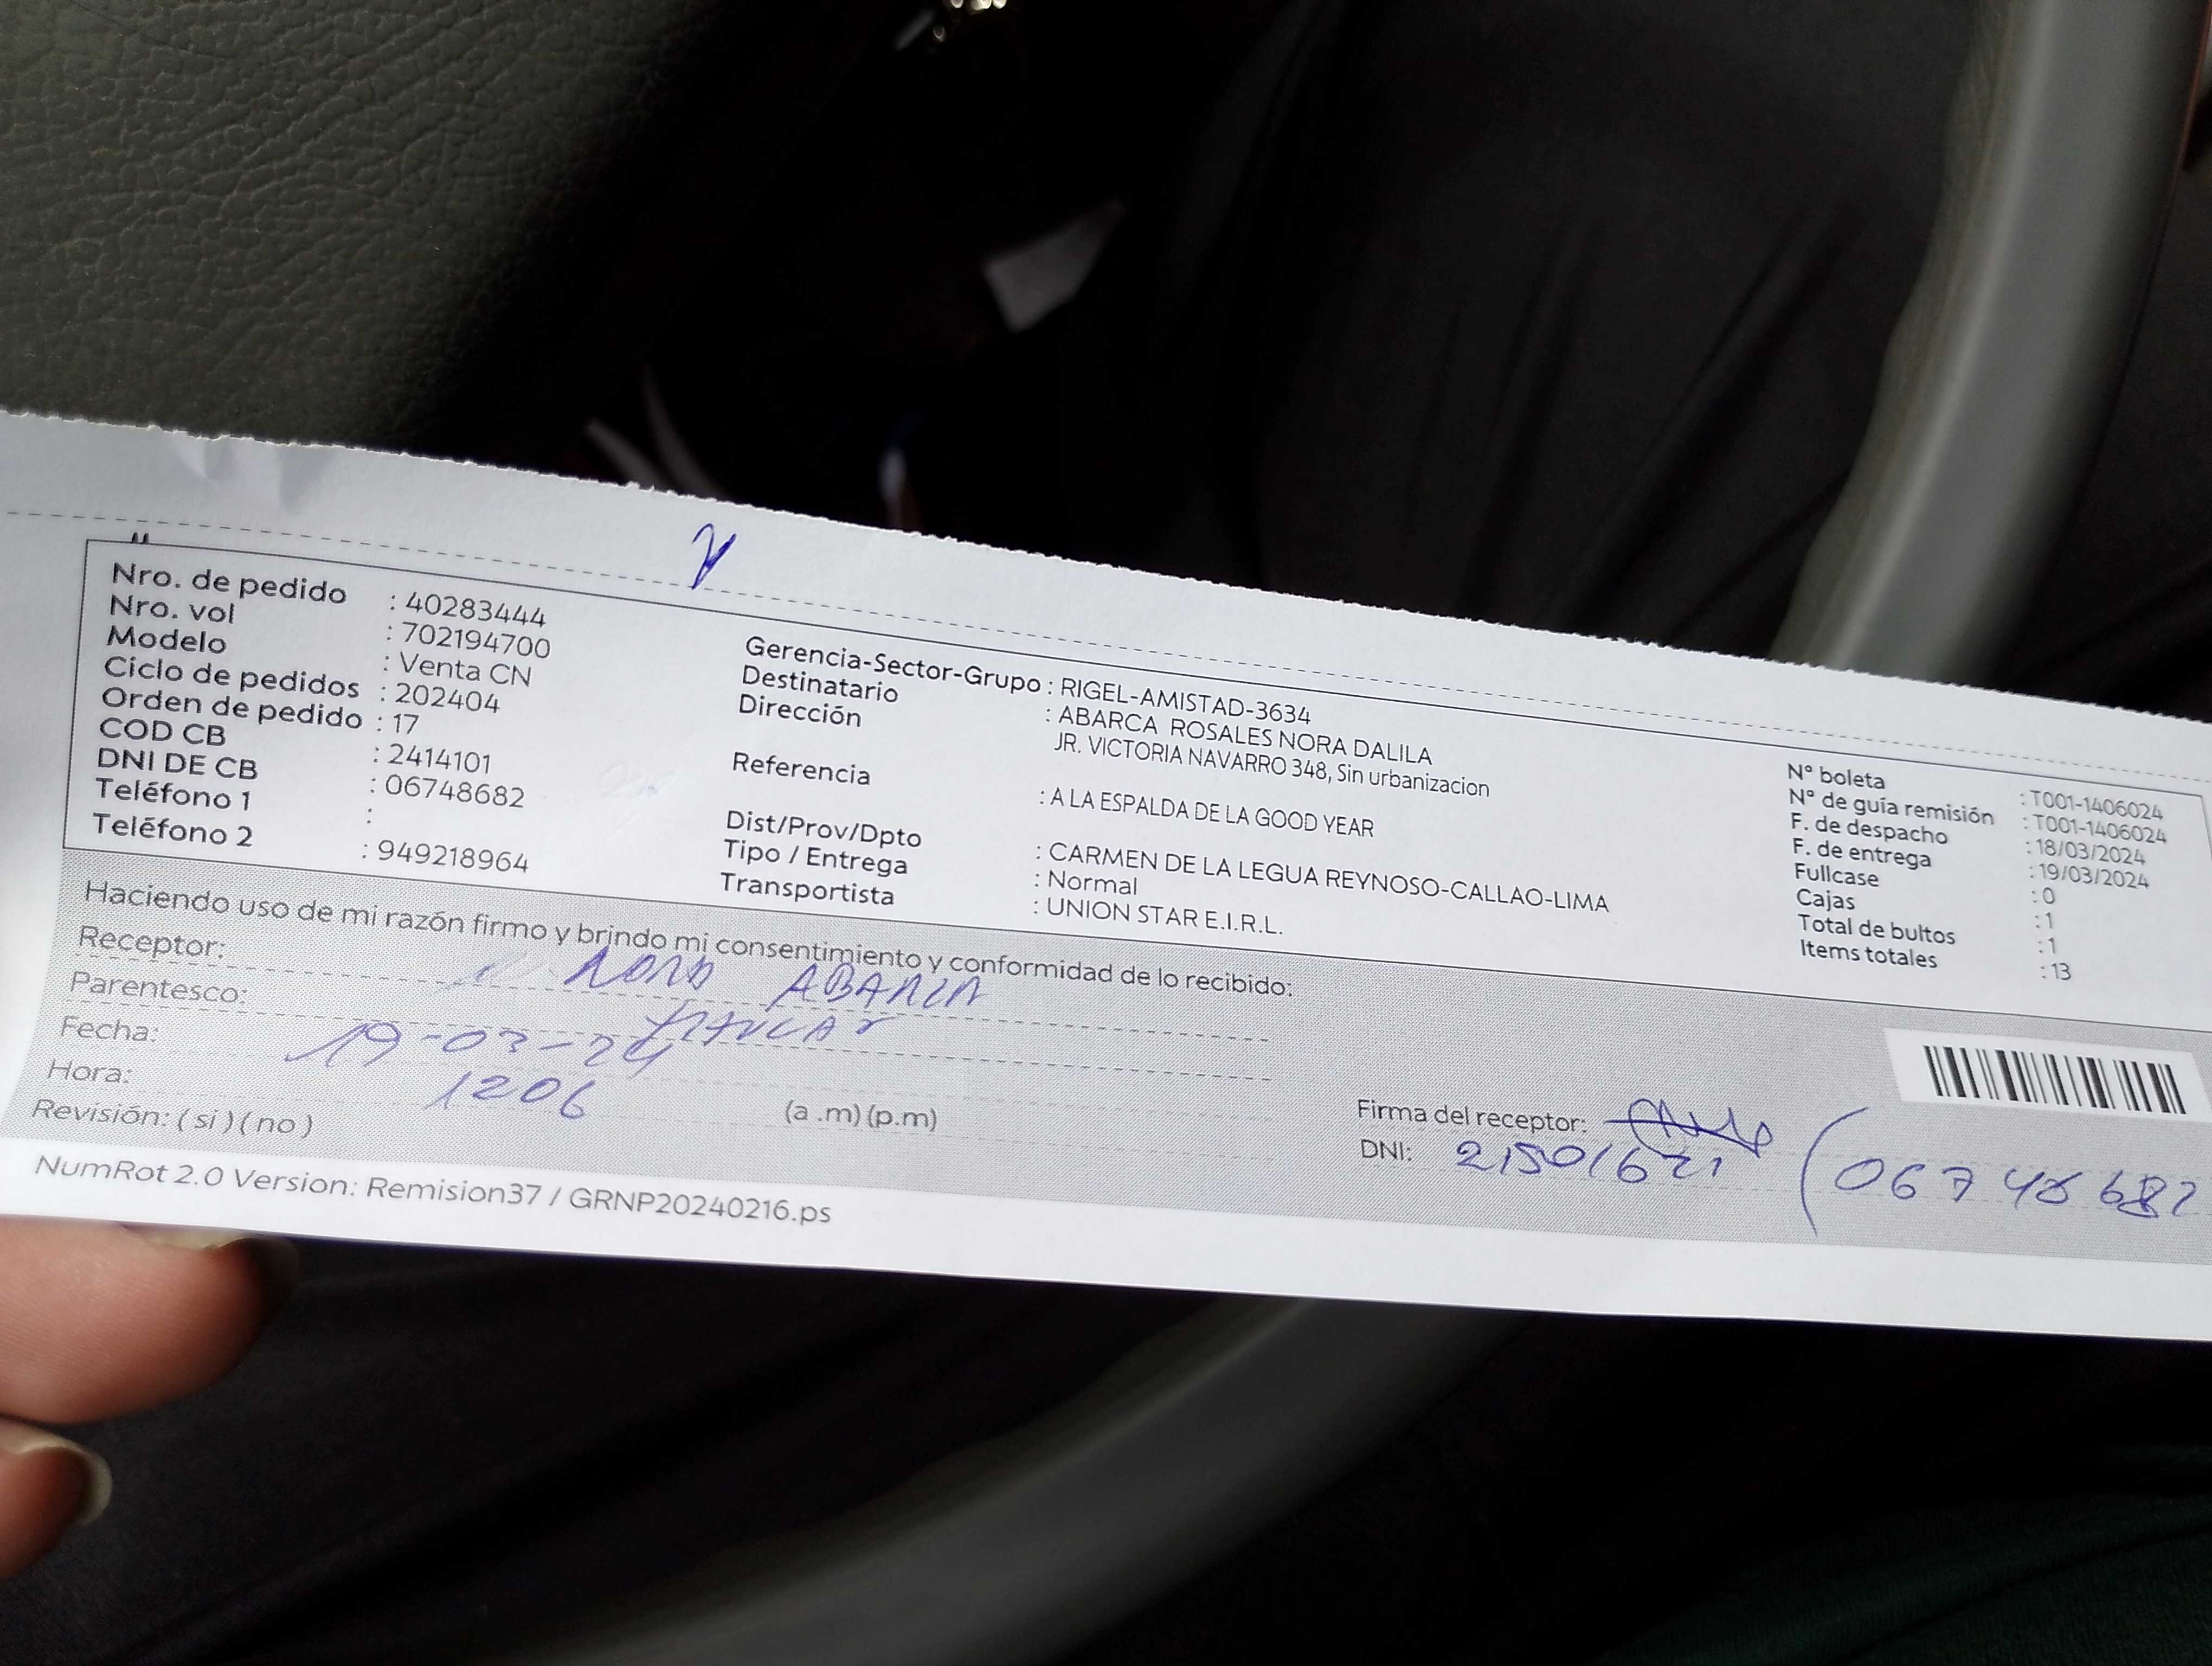 Nro. de pedido : 40283444
Nro. vol : 702194700
Modelo : Venta CN
Ciclo de pedidos : 202404
Orden de pedido : 17
COD CB : 2414101
DNI DE CB : 06748682
Teléfono 1 :
Teléfono 2 : 949218964
Gerencia-Sector-Grupo : RIGEL-AMISTAD-3634
Destinatario : ABARCA ROSALES NORA DALILA
Dirección JR. VICTORIA NAVARRO 348, Sin urbanizacion
Referencia : A LA ESPALDA DE LA GOOD YEAR
Dist/Prov/Dpto : CARMEN DE LA LEGUA REYNOSO-CALLAO-LIMA
Tipo / Entrega : Normal
Transportista : UNION STAR E.I.R.L.
N° boleta : T001-1406024
N° de guía remisión : T001-1406024
F. de despacho : 18/03/2024
F. de entrega : 19/03/2024
Fullcase : 0
Cajas : 1
Total de bultos : 1
Items totales : 13
Haciendo uso de mi razón firmo y brindo mi consentimiento y conformidad de lo recibido:
Receptor: NORA ABARCA
Parentesco:
Fecha: 19-03-24
Hora: 1206 (a .m) (p.m)
Revisión: ( si ) ( no )
Firma del receptor:
DNI: 21501621 (06748682
NumRot 2.0 Version: Remision37 / GRNP20240216.ps